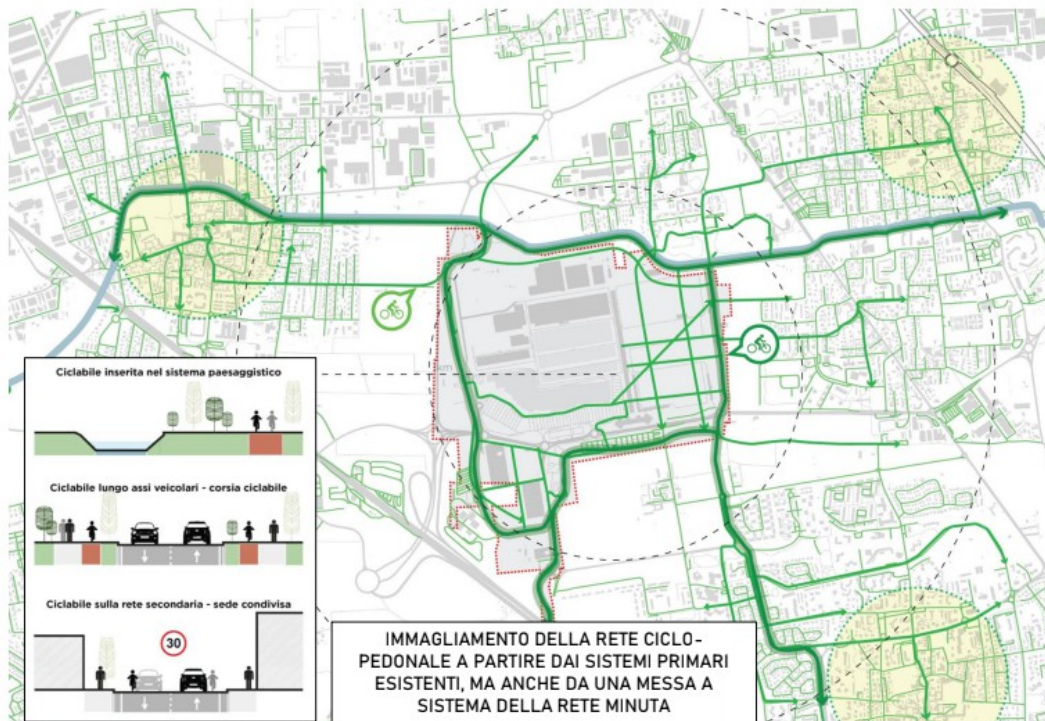 Ciclabile inserita nel sistema paesaggistico
Ciclabile lungo assi veicolari - corsia ciclabile
Ciclabile sulla rete secondaria - sede condivisa
30
IMMAGLIAMENTO DELLA RETE CICLO-
PEDONALE A PARTIRE DAI SISTEMI PRIMARI
ESISTENTI, MA ANCHE DA UNA MESSA A
SISTEMA DELLA RETE MINUTA